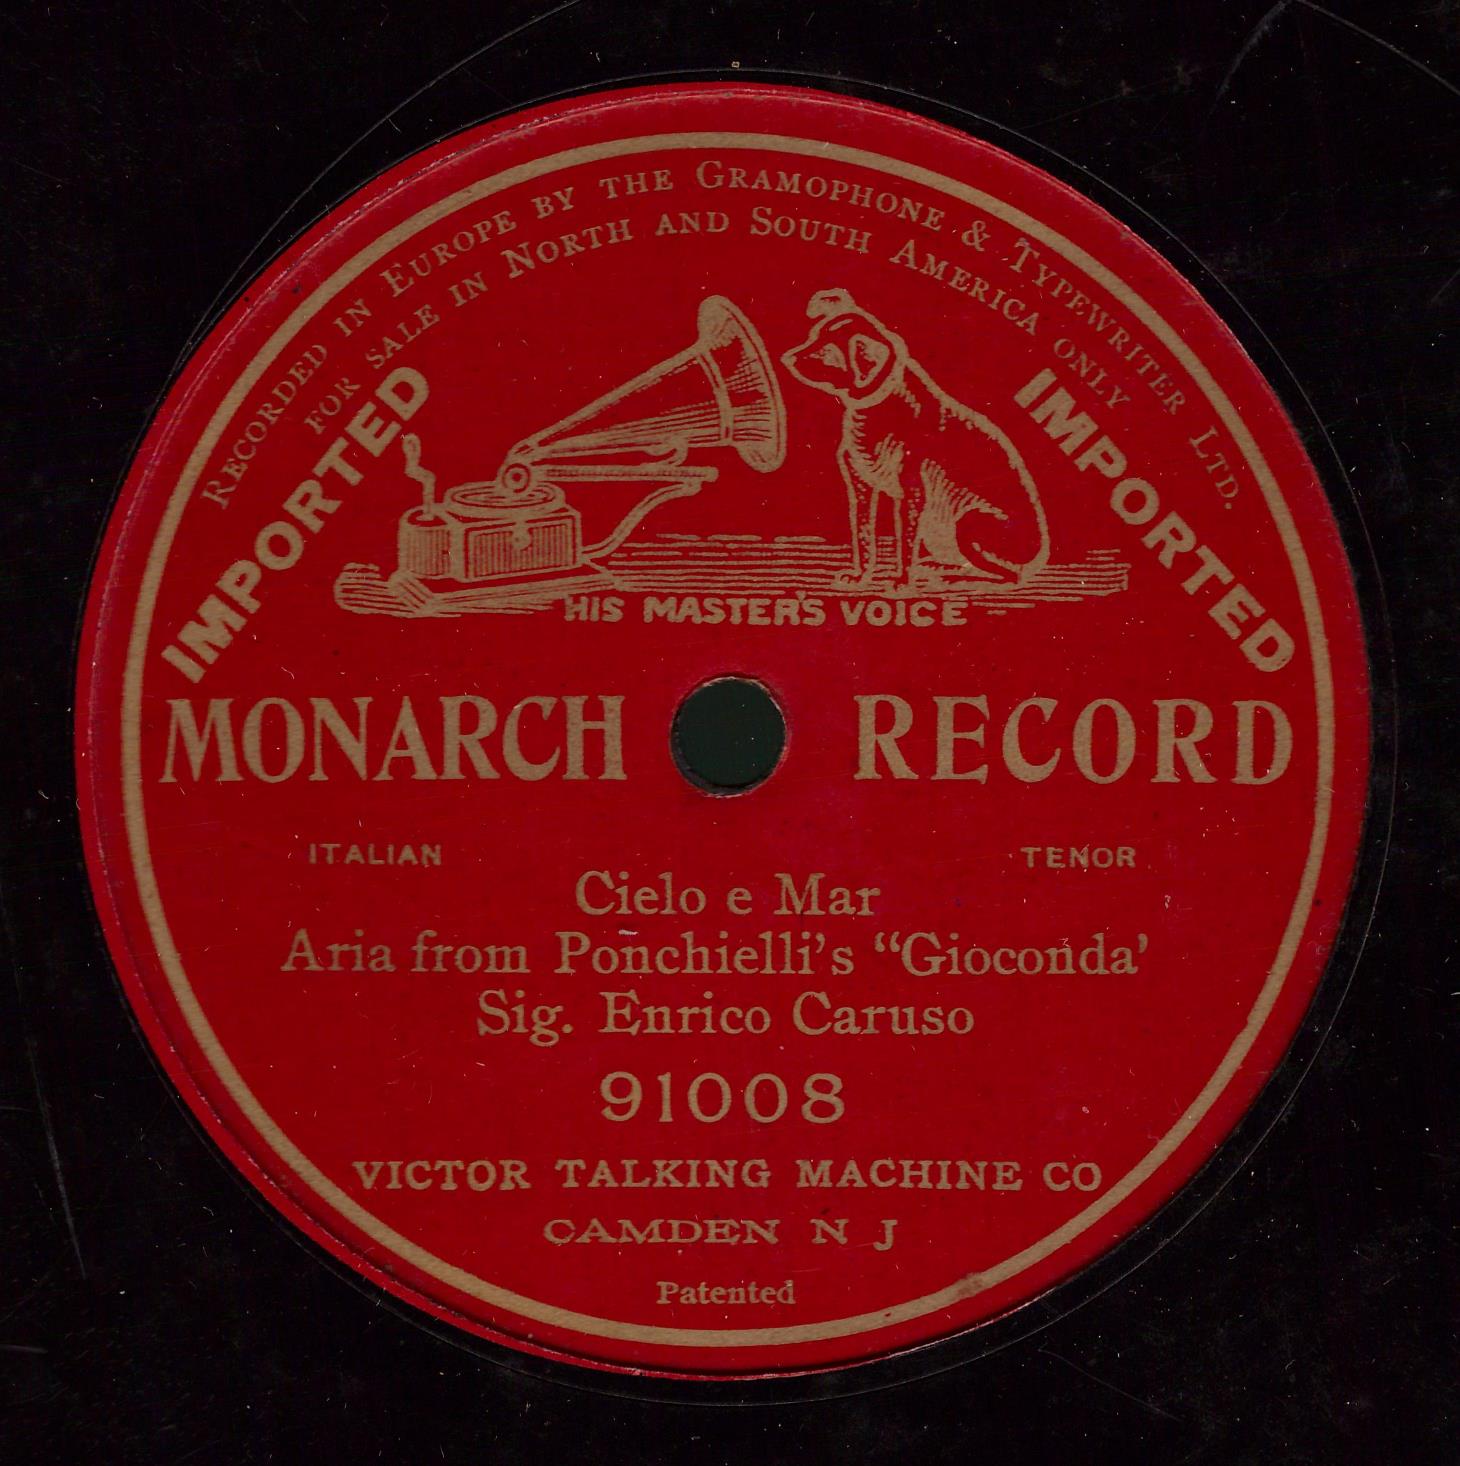 RECORDED IN EUROPE BY THE GRAMOPHONE & TYPEWRITER LTD.
FOR SALE IN NORTH AND SOUTH AMERICA ONLY
IMPORTED
IMPORTED
HIS MASTER'S VOICE
MONARCH RECORD
ITALIAN TENOR
Cielo e Mar
Aria from Ponchielli's “Gioconda'
Sig. Enrico Caruso
91008
VICTOR TALKING MACHINE CO
CAMDEN N J
Patented